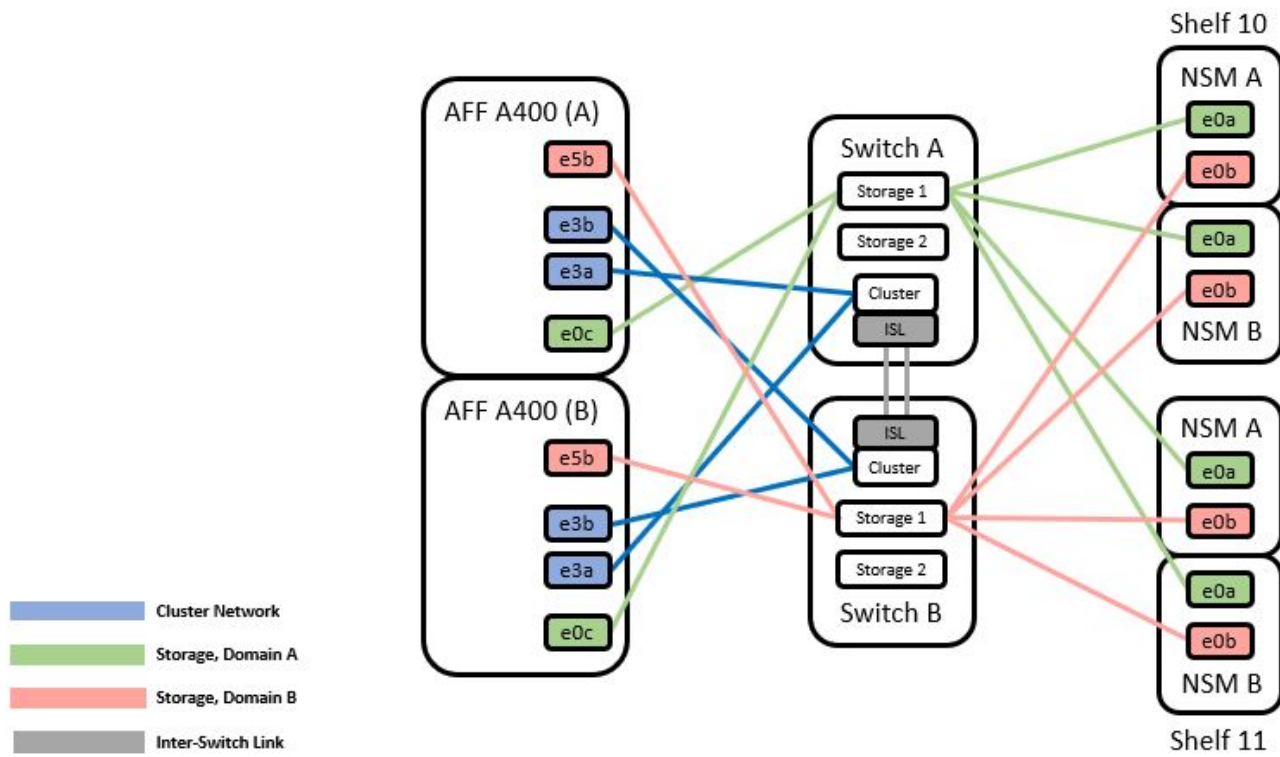 Shelf 10
AFF A400 (A)
e5b
e3b
e3a
e0c
AFF A400 (B)
e5b
e3b
e3a
e0c
Switch A
Storage 1
Storage 2
Cluster
ISL
ISL
Cluster
Storage 1
Storage 2
Switch B
NSM A
e0a
e0b
e0a
e0b
NSM B
NSM A
e0a
e0b
e0a
e0b
NSM B
Shelf 11
Cluster Network
Storage, Domain A
Storage, Domain B
Inter-Switch Link